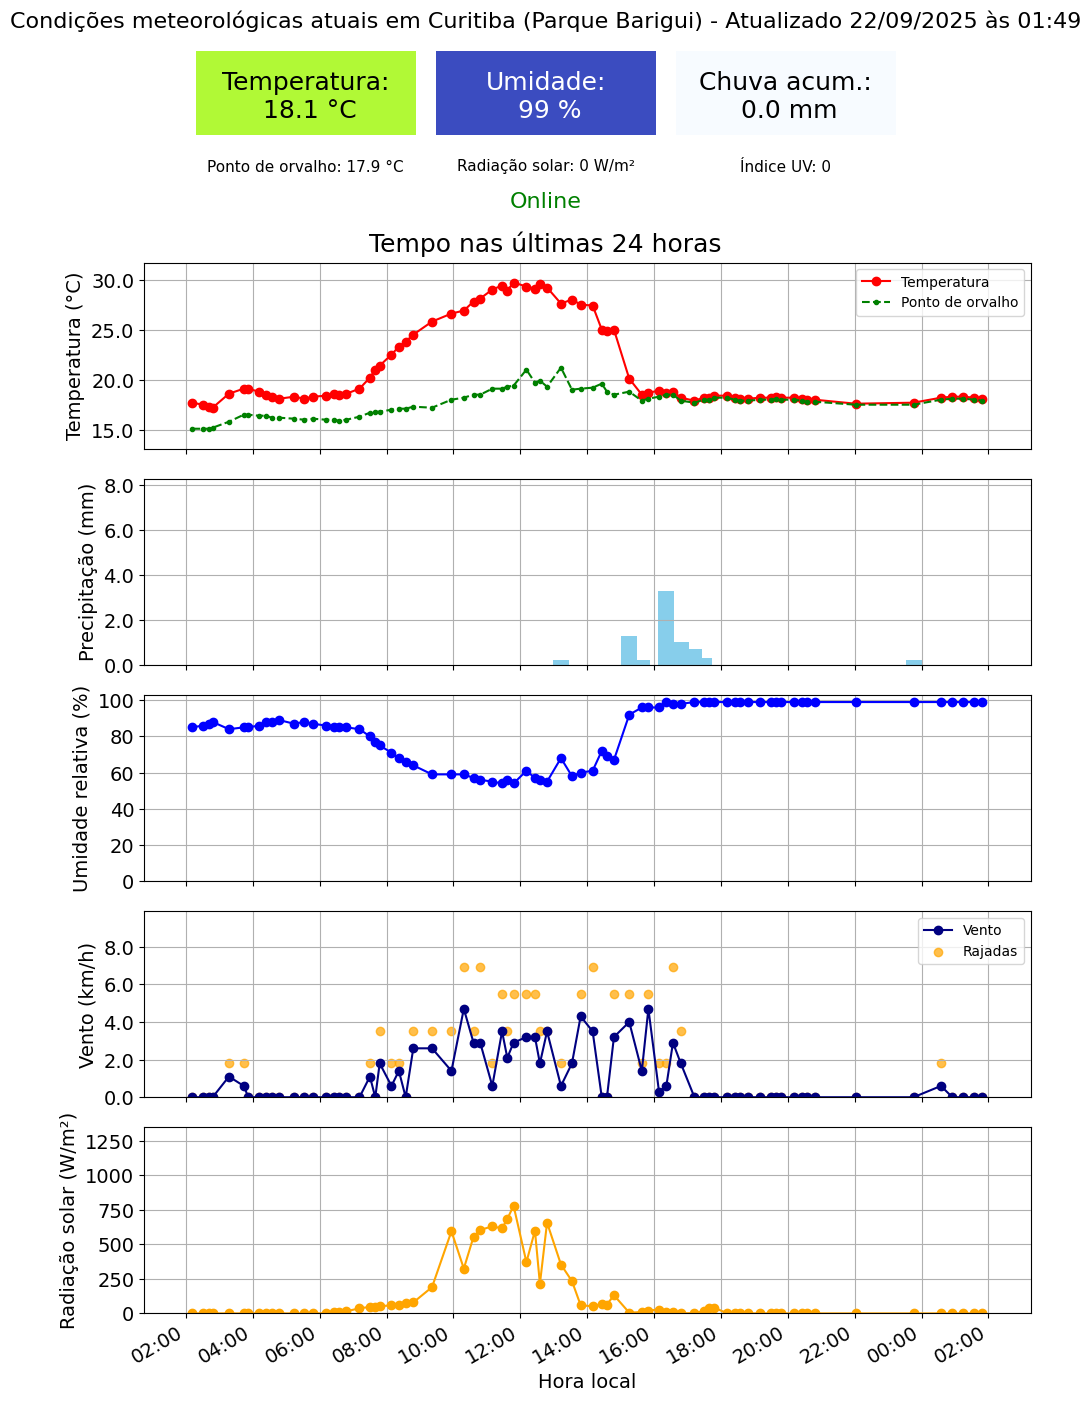 Condições meteorológicas atuais em Curitiba (Parque Barigui) - Atualizado 22/09/2025 às 01:49
Temperatura:
18.1 °C
Umidade:
99 %
Chuva acum.:
0.0 mm
Ponto de orvalho: 17.9 °C
Radiação solar: 0 W/m²
Índice UV: 0
Online
Tempo nas últimas 24 horas
Temperatura (°C)
30.0
25.0
20.0
15.0
Temperatura
Ponto de orvalho
Precipitação (mm)
8.0
6.0
4.0
2.0
0.0
Umidade relativa (%)
100
80
60
40
20
0
Vento (km/h)
8.0
6.0
4.0
2.0
0.0
Vento
Rajadas
Radiação solar (W/m²)
1250
1000
750
500
250
0
02:00
04:00
06:00
08:00
10:00
12:00
14:00
16:00
18:00
20:00
22:00
00:00
02:00
Hora local